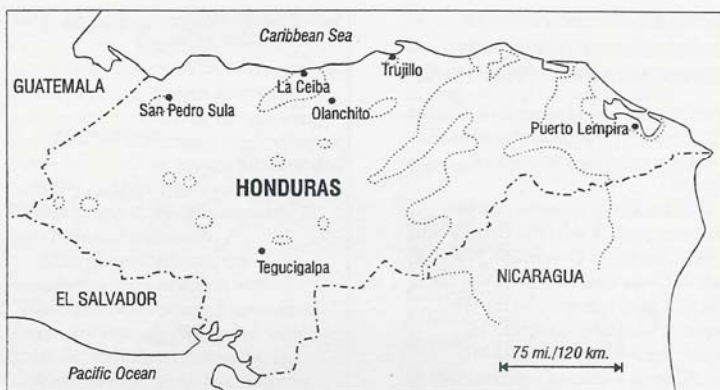 Caribbean Sea
GUATEMALA
La Ceiba
Trujillo
San Pedro Sula
Olanchito
Puerto Lempira
HONDURAS
Tegucigalpa
EL SALVADOR
NICARAGUA
75 mi./120 km.
Pacific Ocean